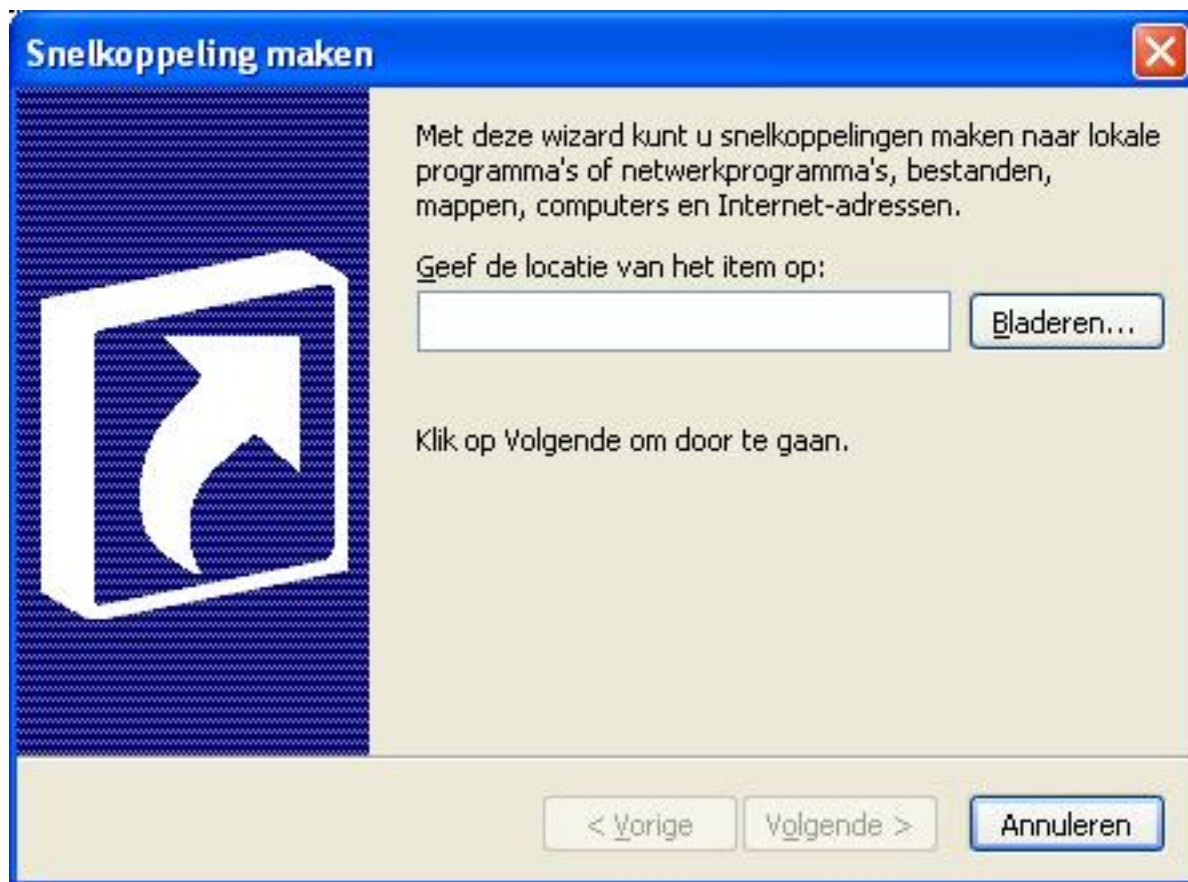 Snelkoppeling maken
Met deze wizard kunt u snelkoppelingen maken naar lokale
programma's of netwerkprogramma's, bestanden,
mappen, computers en Internet-adressen.
Geef de locatie van het item op:
Bladeren...
Klik op Volgende om door te gaan.
< Vorige
Volgende >
Annuleren